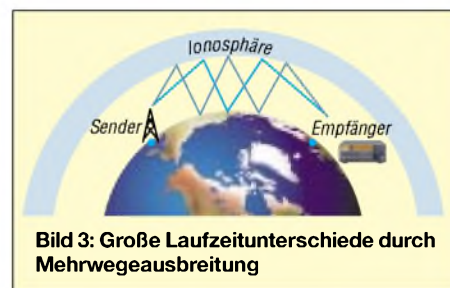 Ionosphäre
Sender
Empfänger
Bild 3: Große Laufzeitunterschiede durch
Mehrwegeausbreitung